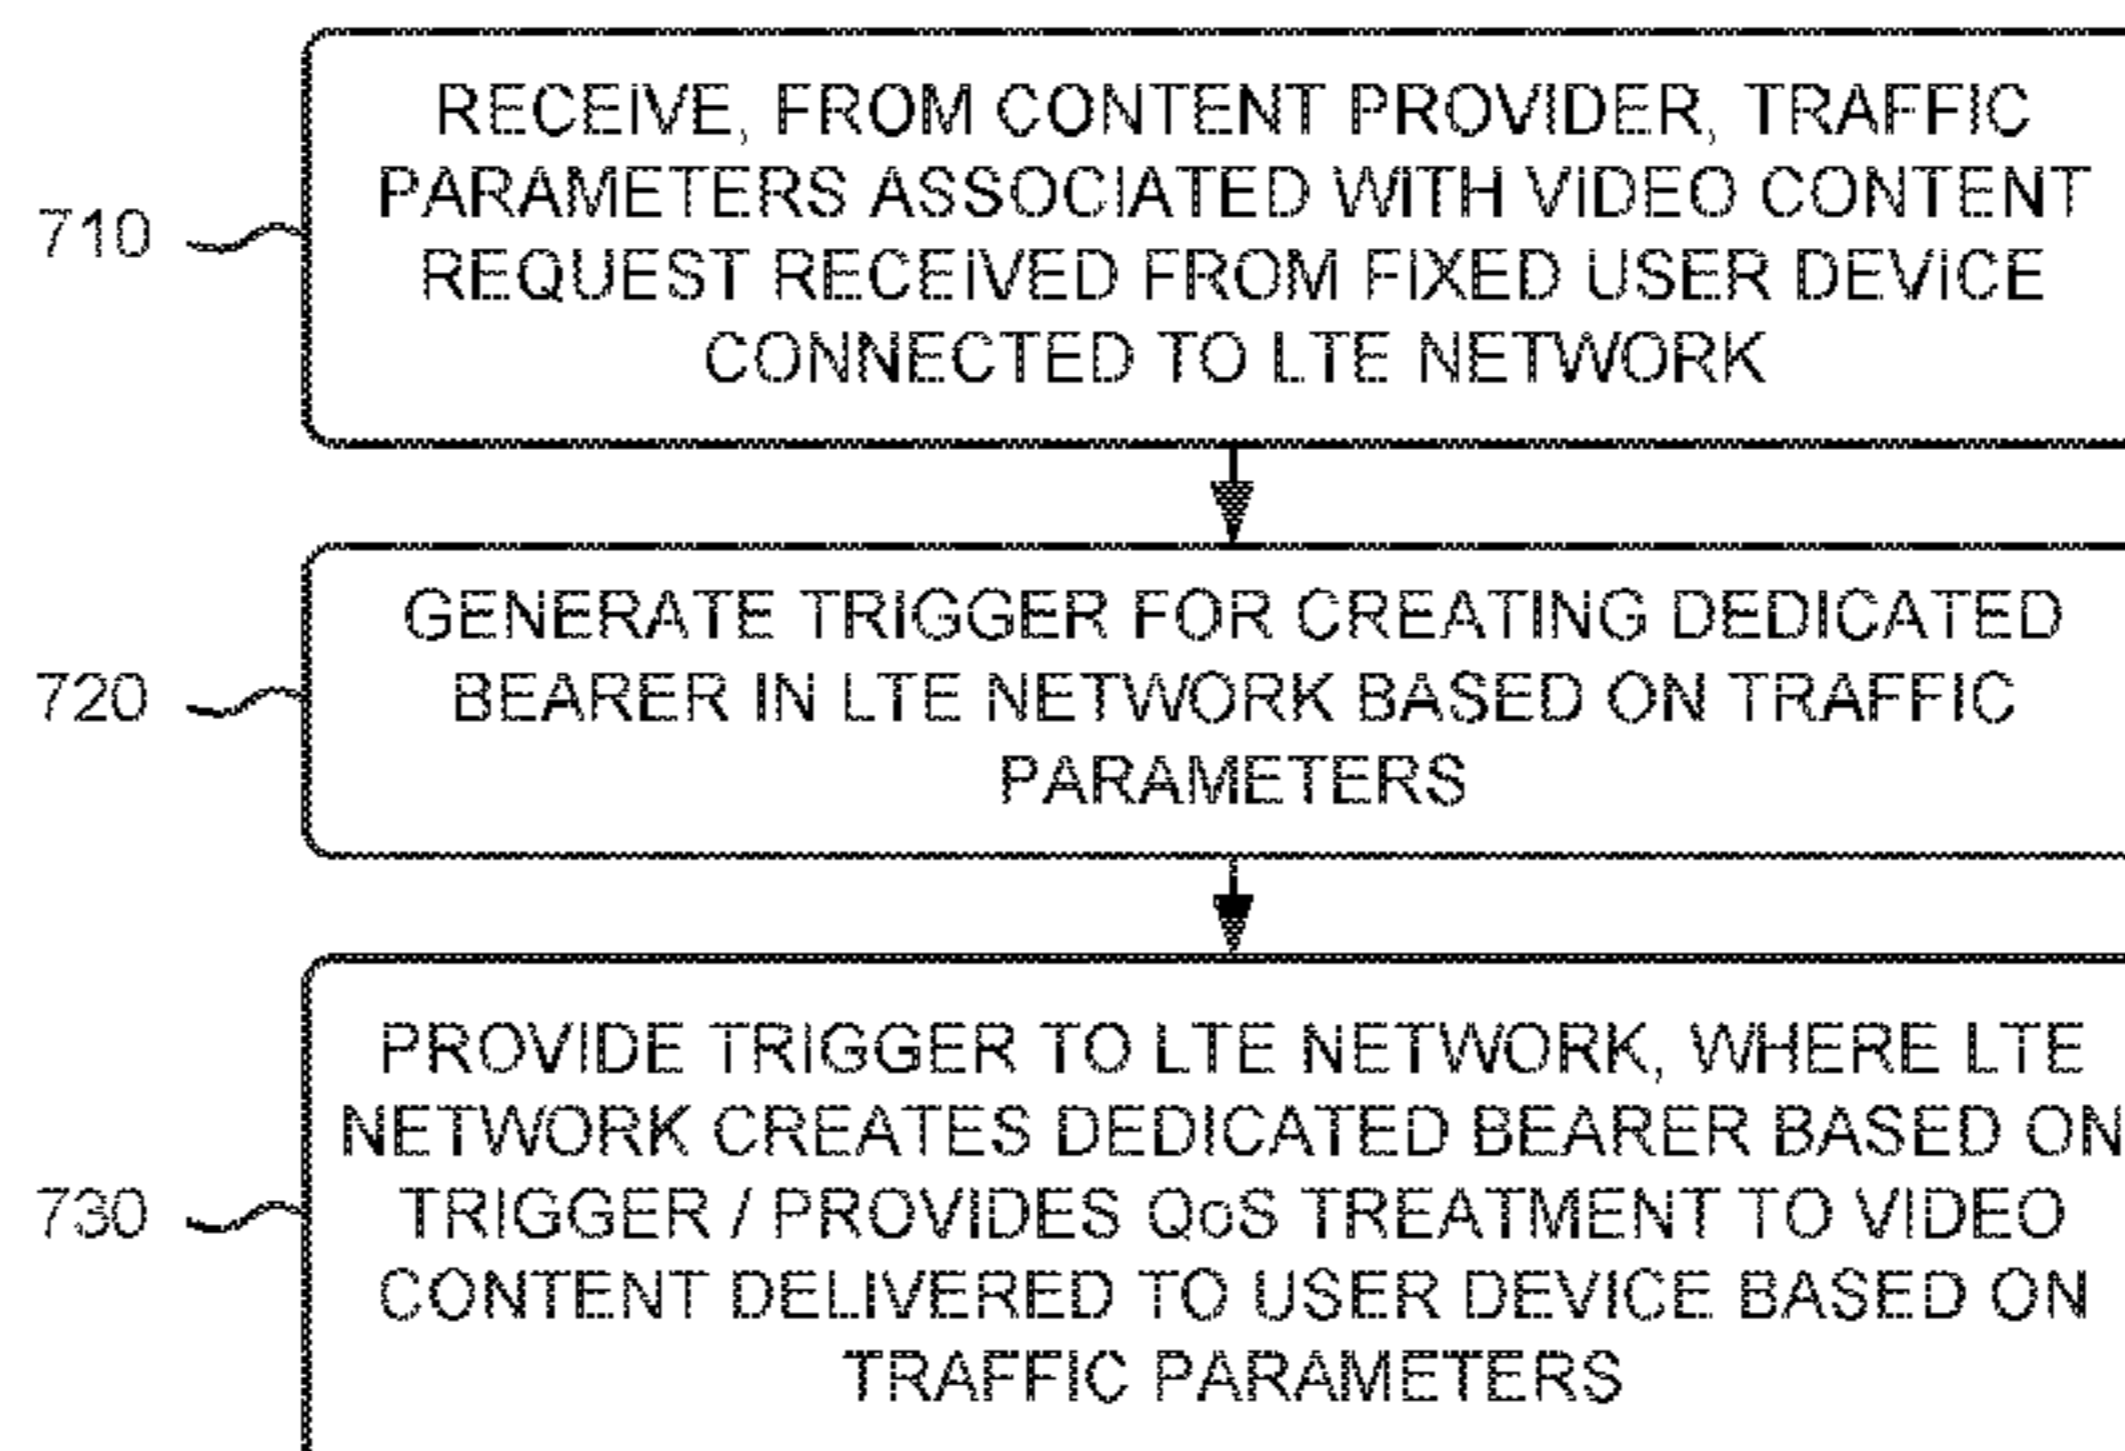 RECEIVE, FROM CONTENT PROVIDER, TRAFFIC
PARAMETERS ASSOCIATED WITH VIDEO CONTENT
710
REQUEST RECEIVED FROM FIXED USER DEVICE
CONNECTED TO LTE NETWORK
GENERATE TRIGGER FOR CREATING DEDICATED
720
BEARER IN LTE NETWORK BASED ON TRAFFIC
PARAMETERS
PROVIDE TRIGGER TO LTE NETWORK, WHERE LTE
NETWORK CREATES DEDICATED BEARER BASED ON
730
TRIGGER / PROVIDES QoS TREATMENT TO VIDEO
CONTENT DELIVERED TO USER DEVICE BASED ON
TRAFFIC PARAMETERS